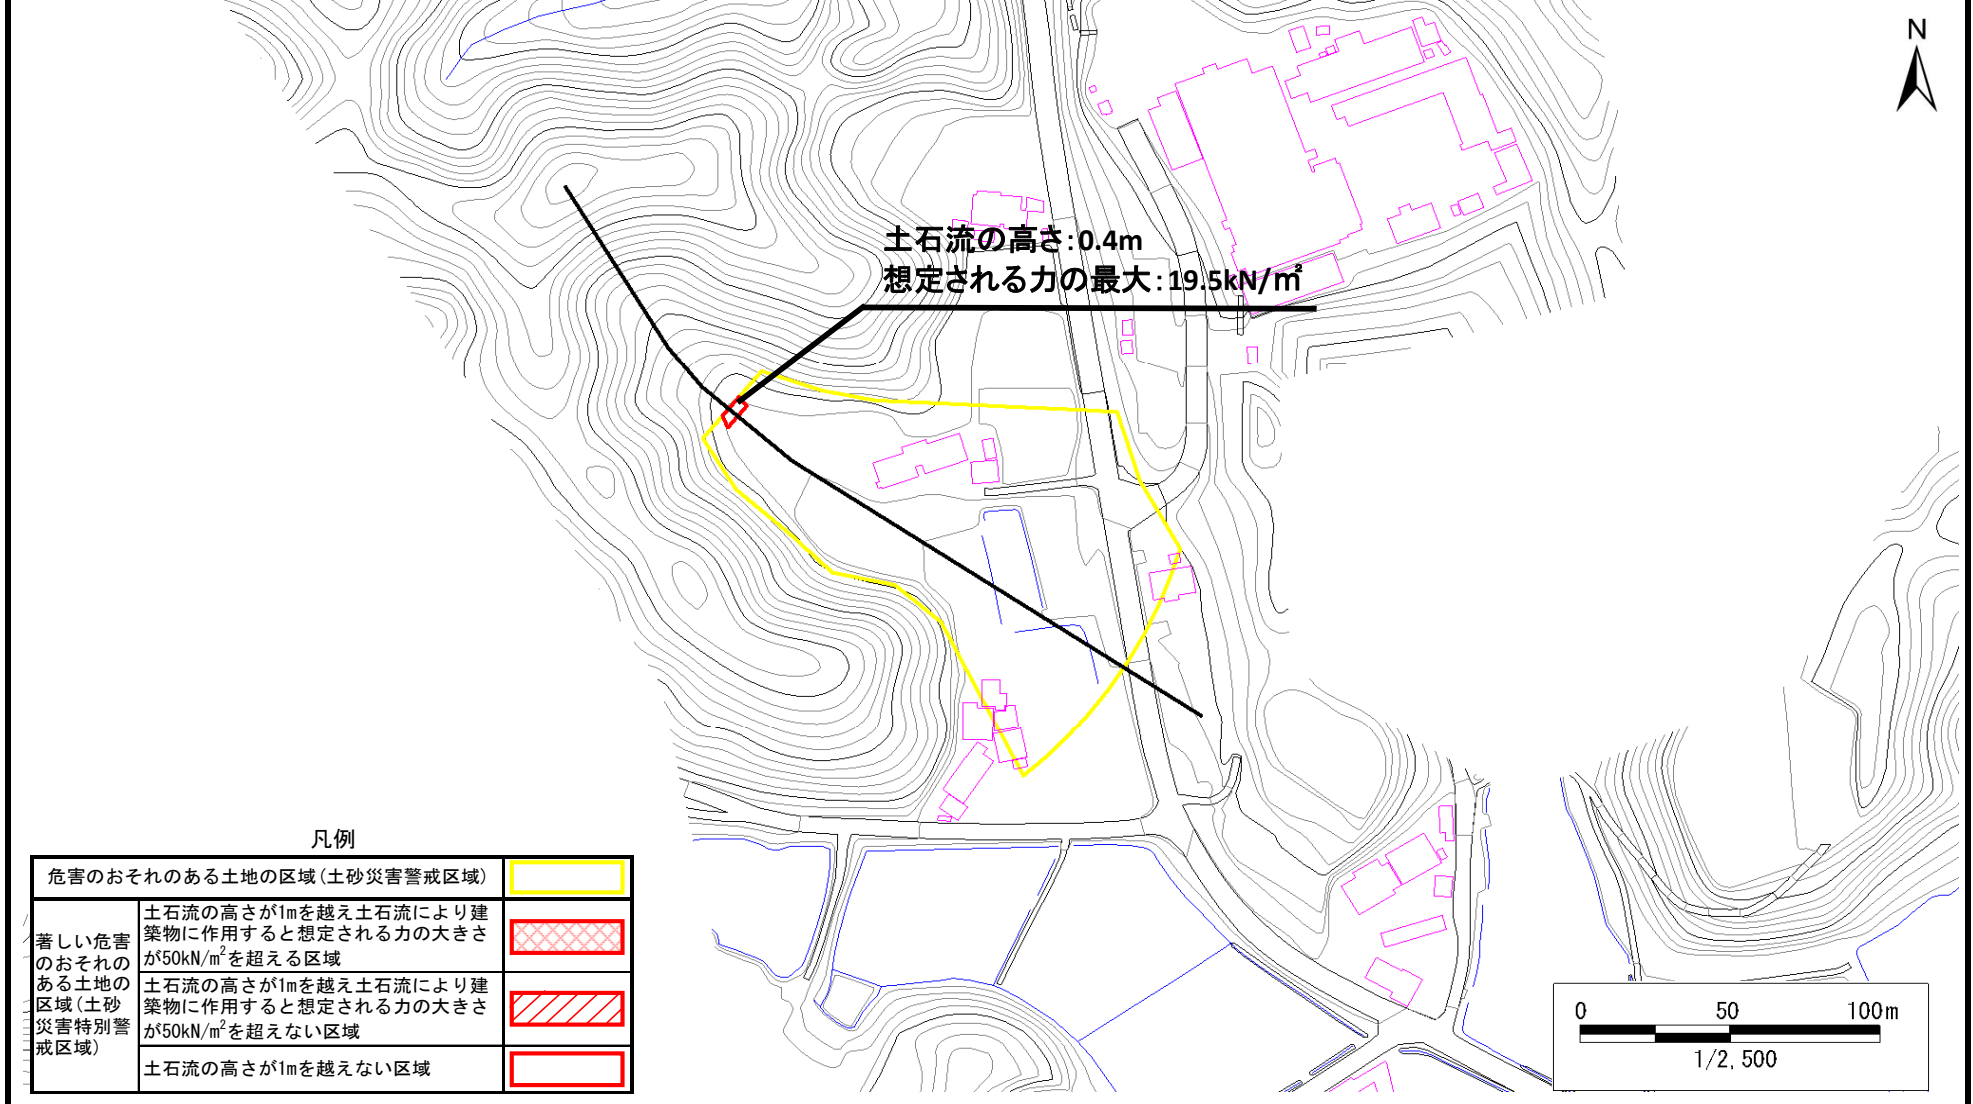 N
土石流の高さ:0.4m
想定される力の最大:19.5kN/㎡
凡例
危害のおそれのある土地の区域(土砂災害警戒区域)
著しい危害
のおそれの
ある土地の
区域(土砂
災害特別警
戒区域)
土石流の高さが1mを越え土石流により建
築物に作用すると想定される力の大きさ
が50kN/m²を超える区域
土石流の高さが1mを越え土石流により建
築物に作用すると想定される力の大きさ
が50kN/m²を超えない区域
土石流の高さが1mを越えない区域
0 50 100m
1/2,500